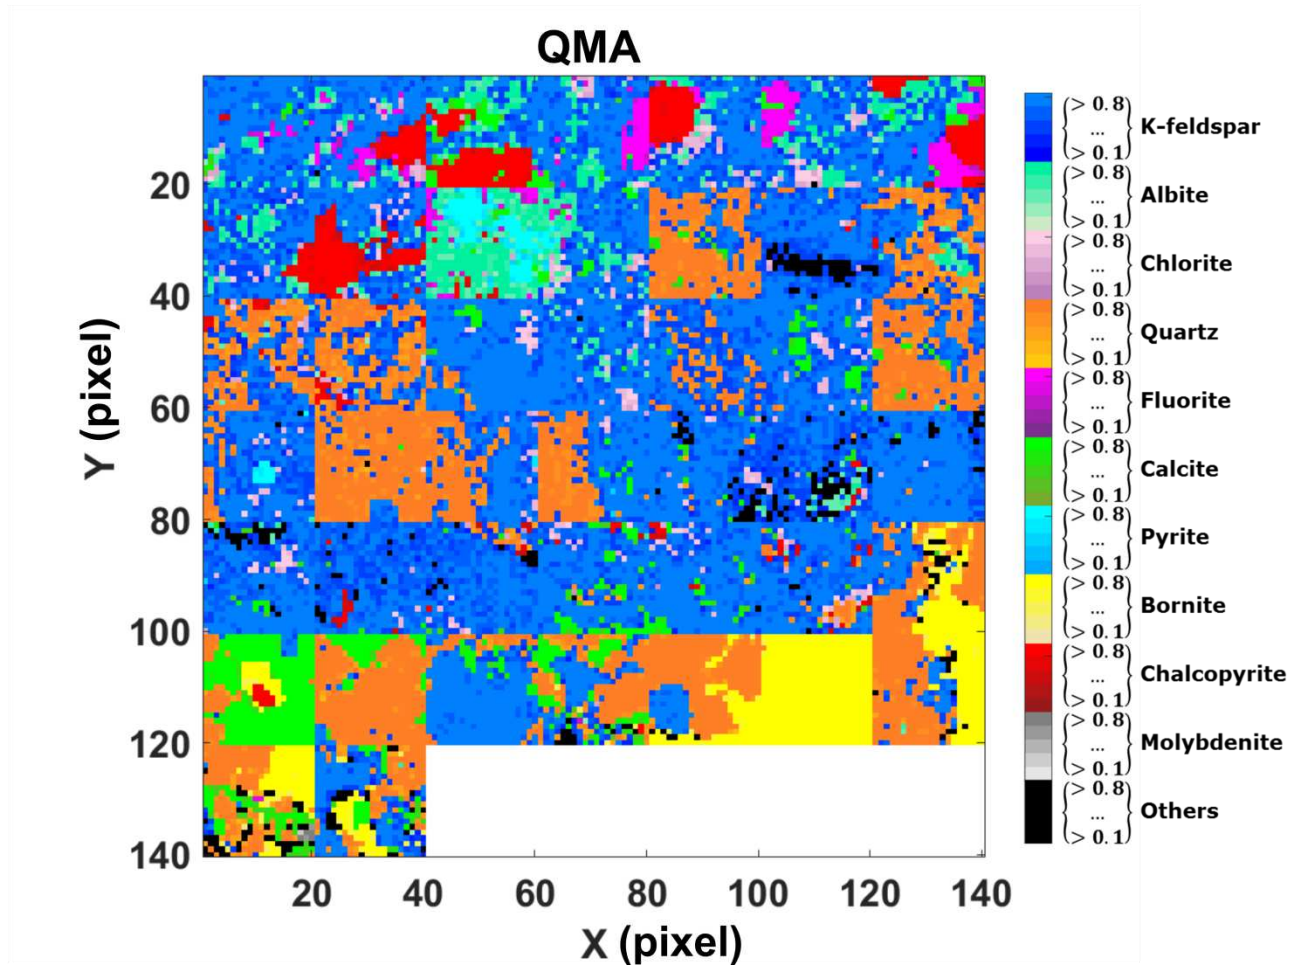 QMA
Y (pixel)
20
40
60
80
100
120
140
20 40 60 80 100 120 140
X (pixel)
> 0.8
...
> 0.1
K-feldspar
> 0.8
...
> 0.1
Albite
> 0.8
...
> 0.1
Chlorite
> 0.8
...
> 0.1
Quartz
> 0.8
...
> 0.1
Fluorite
> 0.8
...
> 0.1
Calcite
> 0.8
...
> 0.1
Pyrite
> 0.8
...
> 0.1
Bornite
> 0.8
...
> 0.1
Chalcopyrite
> 0.8
...
> 0.1
Molybdenite
> 0.8
...
> 0.1
Others